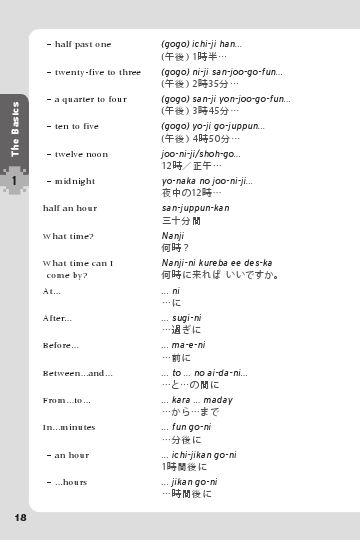 The Basics
1
– half past one
(gogo) ichi-ji han...
(午後) 1時半…
– twenty-five to three
(gogo) ni-ji san-joo-go-fun...
(午後) 2時35分…
– a quarter to four
(gogo) san-ji yon-joo-go-fun...
(午後) 3時45分…
– ten to five
(gogo) yo-ji go-juppun...
(午後) 4時50分…
– twelve noon
joo-ni-ji/shoh-go...
12時／正午…
– midnight
yo-naka no joo-ni-ji...
夜中の12時…
half an hour
san-juppun-kan
三十分間
What time?
Nanji
何時？
What time can I
come by?
Nanji-ni kureba ee des-ka
何時に来れば いいですか。
At...
... ni
…に
After...
... sugi-ni
…過ぎに
Before...
... ma-e-ni
…前に
Between...and...
... to ... no ai-da-ni...
…と…の間に
From...to...
... kara ... maday
…から…まで
In...minutes
... fun go-ni
…分後に
– an hour
... ichi-jikan go-ni
1時間後に
– ...hours
... jikan go-ni
…時間後に
18